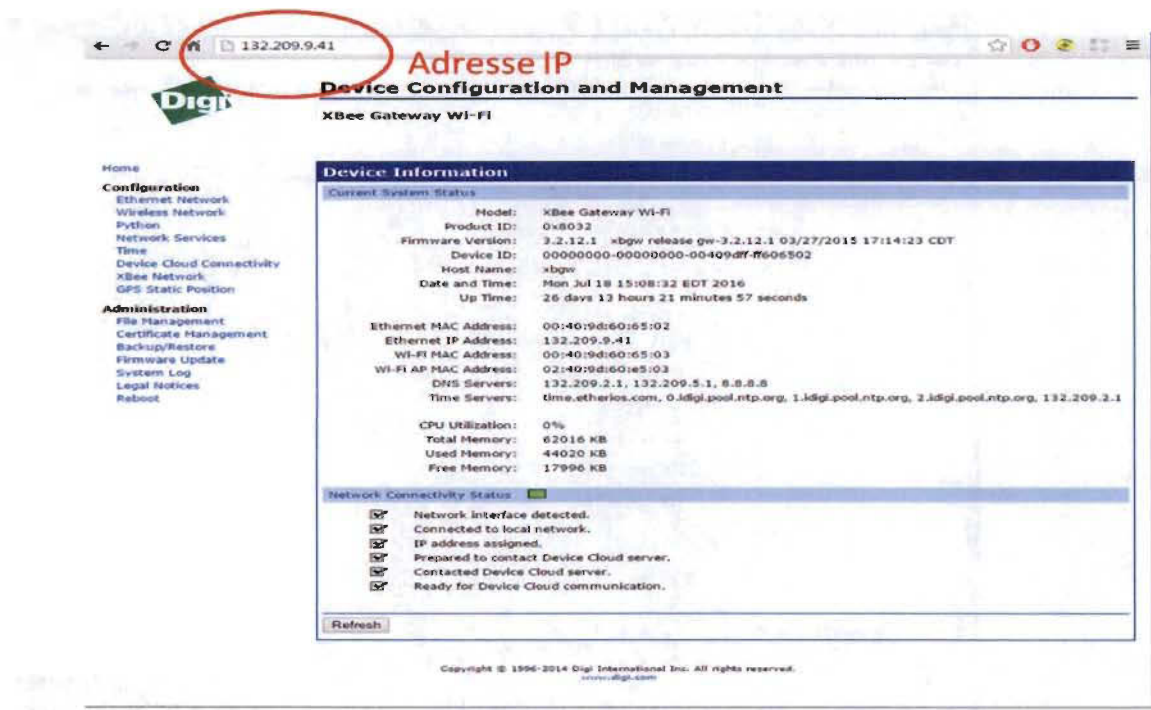 132.209.9.41
Adresse IP
Digi
Device Configuration and Management
XBee Gateway Wi-Fi
Home
Configuration
Ethernet Network
Wireless Network
Python
Network Services
Time
Device Cloud Connectivity
XBee Network
GPS Static Position
Administration
File Management
Certificate Management
Backup/Restore
Firmware Update
System Log
Legal Notices
Reboot
Device Information
Current System Status
Model: XBee Gateway Wi-Fi
Product ID: 0x8032
Firmware Version: 3.2.12.1 xbgw release gw-3.2.12.1 03/27/2015 17:14:23 CDT
Device ID: 00000000-00000000-00409dff-ff606502
Host Name: xbgw
Date and Time: Mon Jul 18 15:08:32 EDT 2016
Up Time: 26 days 13 hours 21 minutes 57 seconds
Ethernet MAC Address: 00:40:9d:60:65:02
Ethernet IP Address: 132.209.9.41
Wi-Fi MAC Address: 00:40:9d:60:65:03
Wi-Fi AP MAC Address: 02:40:9d:60:e5:03
DNS Servers: 132.209.2.1, 132.209.5.1, 8.8.8.8
Time Servers: time.etherios.com, 0.idigi.pool.ntp.org, 1.idigi.pool.ntp.org, 2.idigi.pool.ntp.org, 132.209.2.1
CPU Utilization: 0%
Total Memory: 62016 KB
Used Memory: 44020 KB
Free Memory: 17996 KB
Network Connectivity Status
Network interface detected.
Connected to local network.
IP address assigned.
Prepared to contact Device Cloud server.
Contacted Device Cloud server.
Ready for Device Cloud communication.
Refresh
Copyright © 1996-2014 Digi International Inc. All rights reserved.
www.digi.com